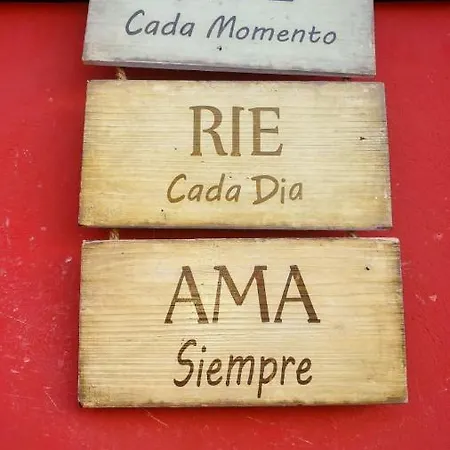 Cada Momento
RIE
Cada Dia
AMA
Siempre